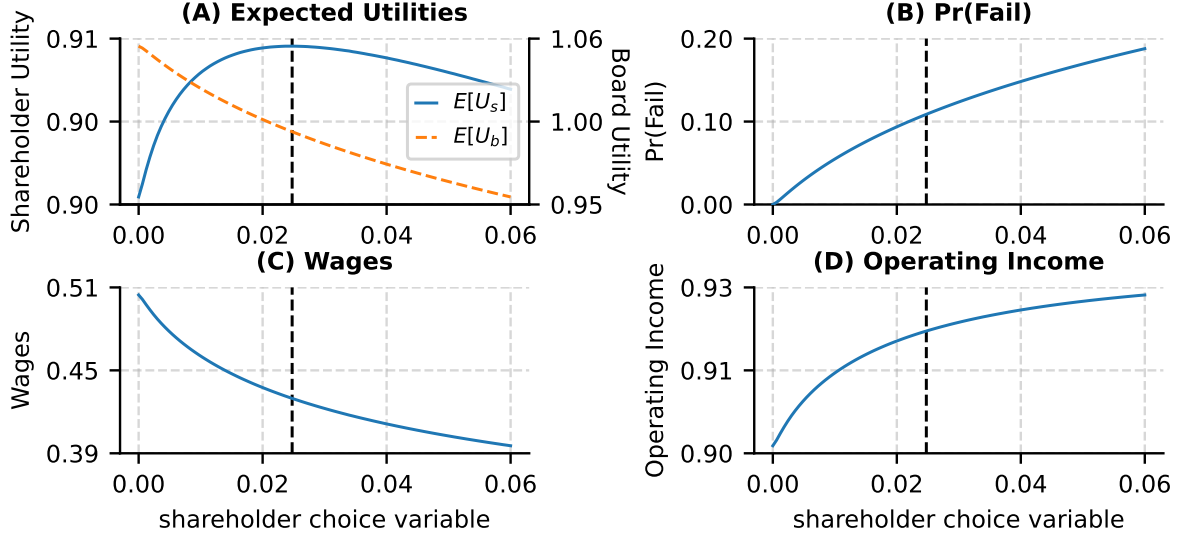 (A) Expected Utilities
Shareholder Utility
0.91
0.90
0.90
1.06
1.00
0.95
Board Utility
E[U_s]
E[U_b]
0.00 0.02 0.04 0.06
(B) Pr(Fail)
Pr(Fail)
0.20
0.10
0.00
0.00 0.02 0.04 0.06
(C) Wages
Wages
0.51
0.45
0.39
0.00 0.02 0.04 0.06
shareholder choice variable
(D) Operating Income
Operating Income
0.93
0.91
0.90
0.00 0.02 0.04 0.06
shareholder choice variable